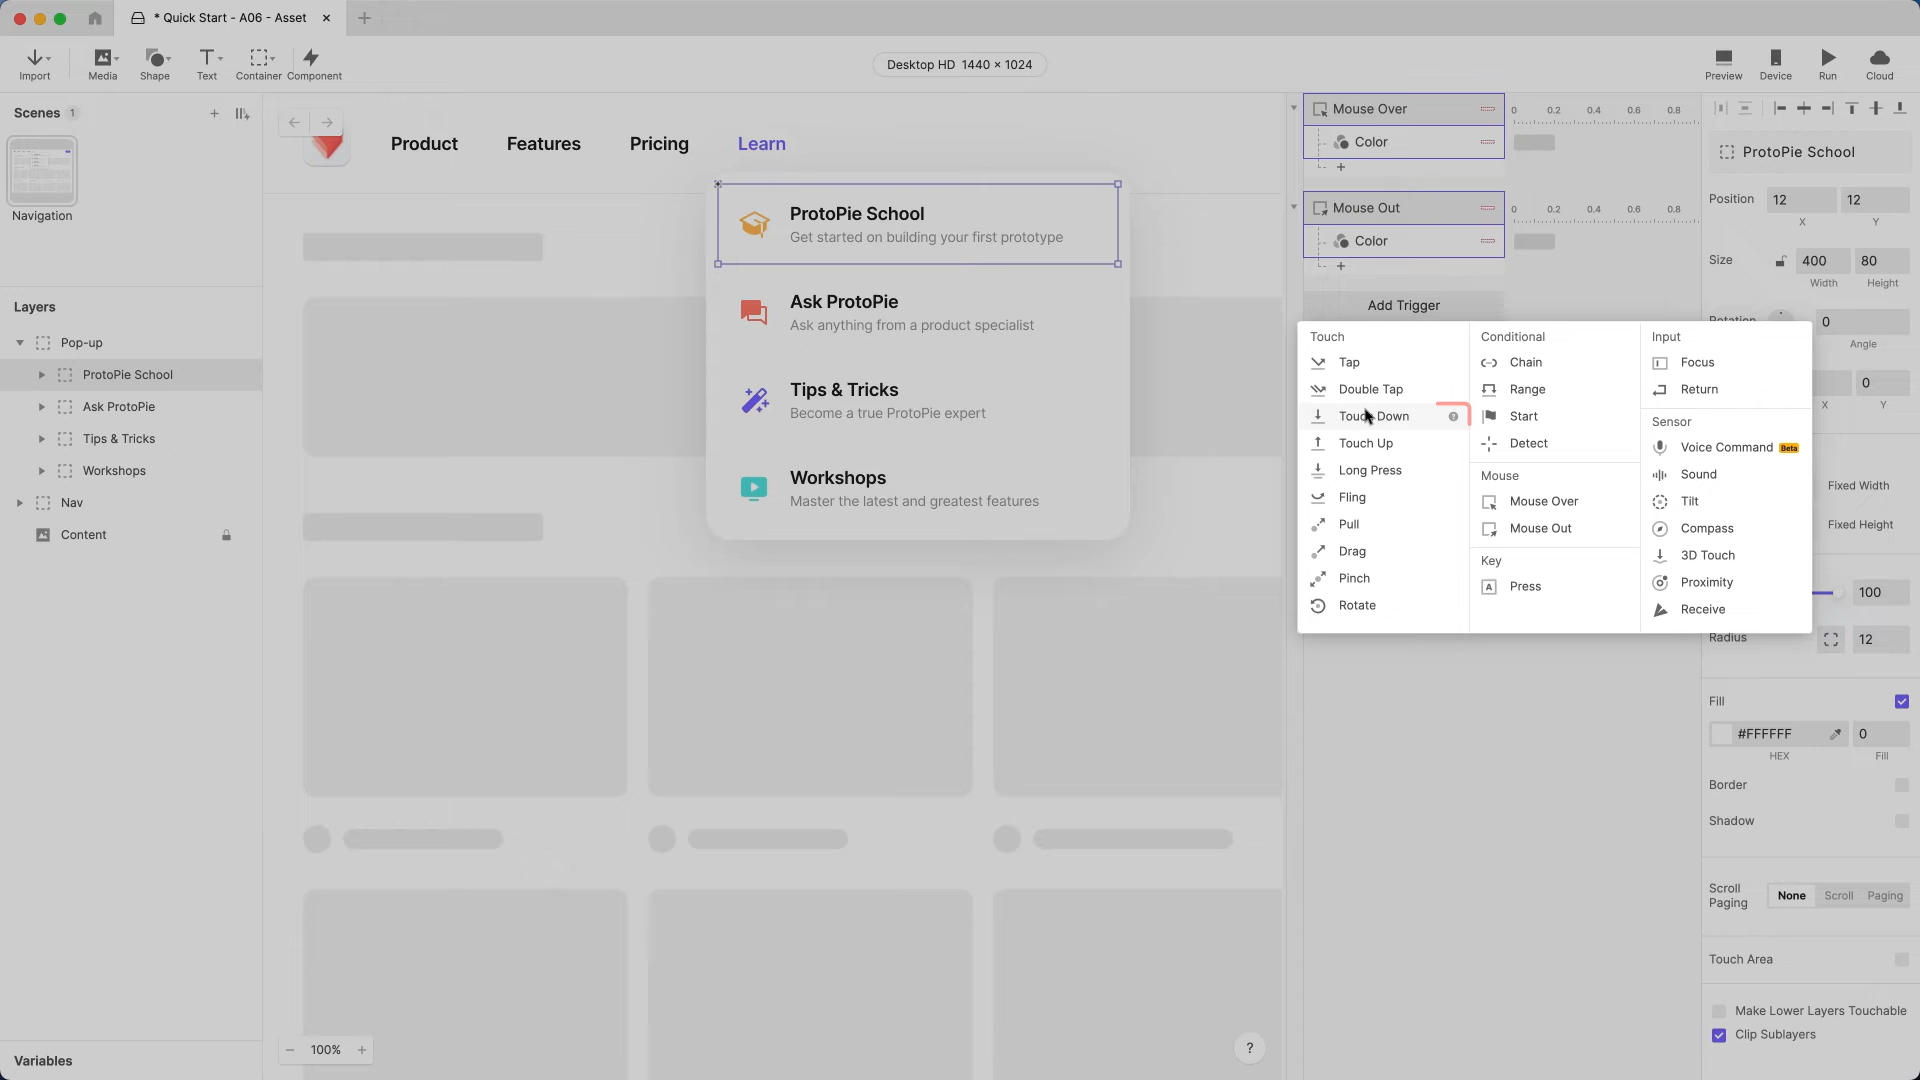 * Quick Start - A06 - Asset
Import
Media
Shape
Text
Container
Component
Desktop HD 1440 × 1024
Preview
Device
Run
Cloud
Scenes 1
Navigation
Layers
Pop-up
ProtoPie School
Ask ProtoPie
Tips & Tricks
Workshops
Nav
Content
Variables
Product
Features
Pricing
Learn
ProtoPie School
Get started on building your first prototype
Ask ProtoPie
Ask anything from a product specialist
Tips & Tricks
Become a true ProtoPie expert
Workshops
Master the latest and greatest features
100%
?
Mouse Over
0 0.2 0.4 0.6 0.8
Color
Mouse Out
0 0.2 0.4 0.6 0.8
Color
Add Trigger
Touch
Tap
Double Tap
Touch Down
Touch Up
Long Press
Fling
Pull
Drag
Pinch
Rotate
Conditional
Chain
Range
Start
Detect
Mouse
Mouse Over
Mouse Out
Key
A Press
Input
Focus
Return
Sensor
Voice Command Beta
Sound
Tilt
Compass
3D Touch
Proximity
Receive
ProtoPie School
Position 12 12
X Y
Size 400 80
Width Height
0
Angle
0
X Y
Fixed Width
Fixed Height
100
Radius 12
Fill
#FFFFFF 0
HEX Fill
Border
Shadow
Scroll
Paging
None Scroll Paging
Touch Area
Make Lower Layers Touchable
Clip Sublayers